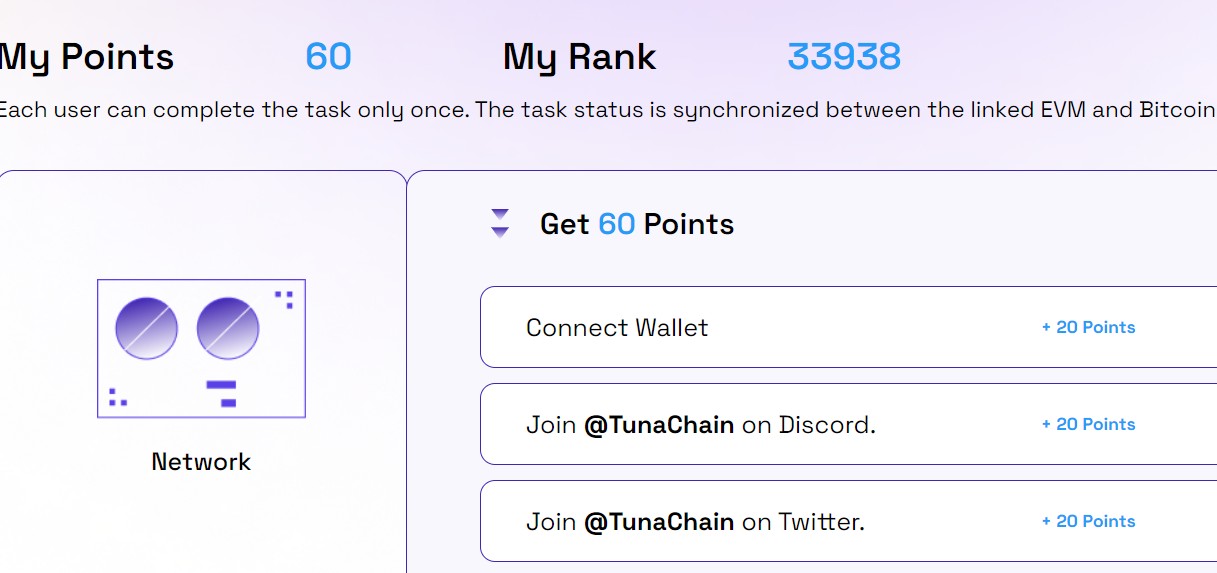 My Points 60 My Rank 33938
Each user can complete the task only once. The task status is synchronized between the linked EVM and Bitcoin
Get 60 Points
Connect Wallet + 20 Points
Join @TunaChain on Discord. + 20 Points
Network
Join @TunaChain on Twitter. + 20 Points